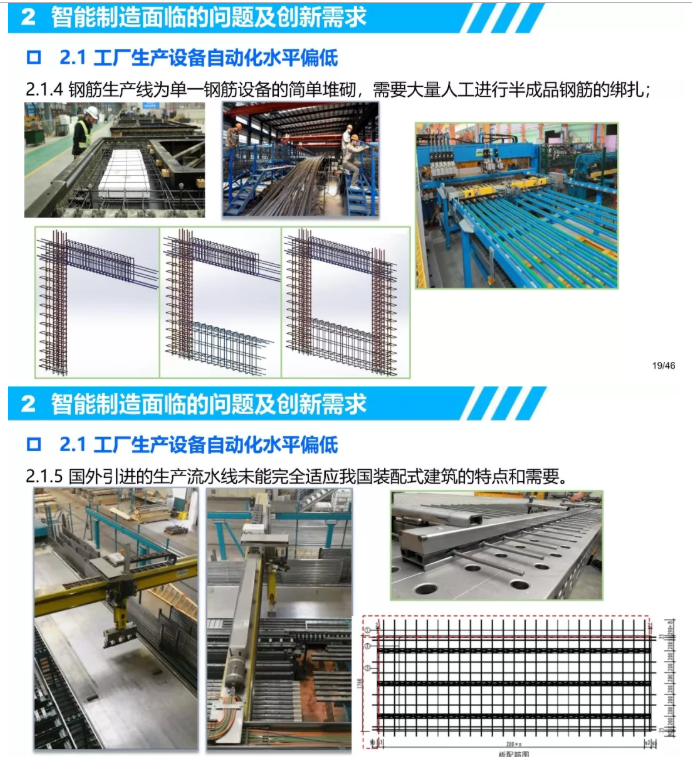 2 智能制造面临的问题及创新需求
2.1 工厂生产设备自动化水平偏低
2.1.4 钢筋生产线为单一钢筋设备的简单堆砌，需要大量人工进行半成品钢筋的绑扎；
19/46
2 智能制造面临的问题及创新需求
2.1 工厂生产设备自动化水平偏低
2.1.5 国外引进的生产流水线未能完全适应我国装配式建筑的特点和需要。
板配筋图